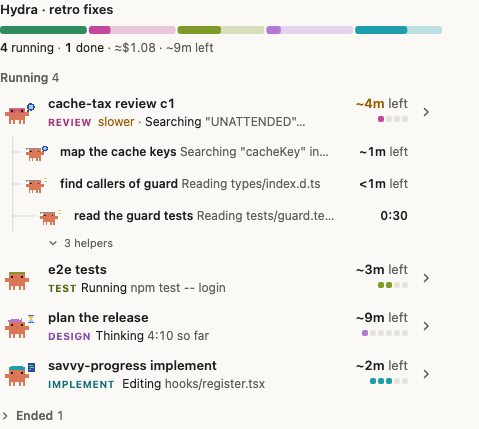 Hydra · retro fixes
4 running · 1 done · ≈$1.08 · ~9m left
Running 4
cache-tax review c1 ~4m left
REVIEW slower · Searching "UNATTENDED"...
map the cache keys Searching "cacheKey" in... ~1m left
find callers of guard Reading types/index.d.ts <1m left
read the guard tests Reading tests/guard.te... 0:30
3 helpers
e2e tests ~3m left
TEST Running npm test -- login
plan the release ~9m left
DESIGN Thinking 4:10 so far
savvy-progress implement ~2m left
IMPLEMENT Editing hooks/register.tsx
Ended 1